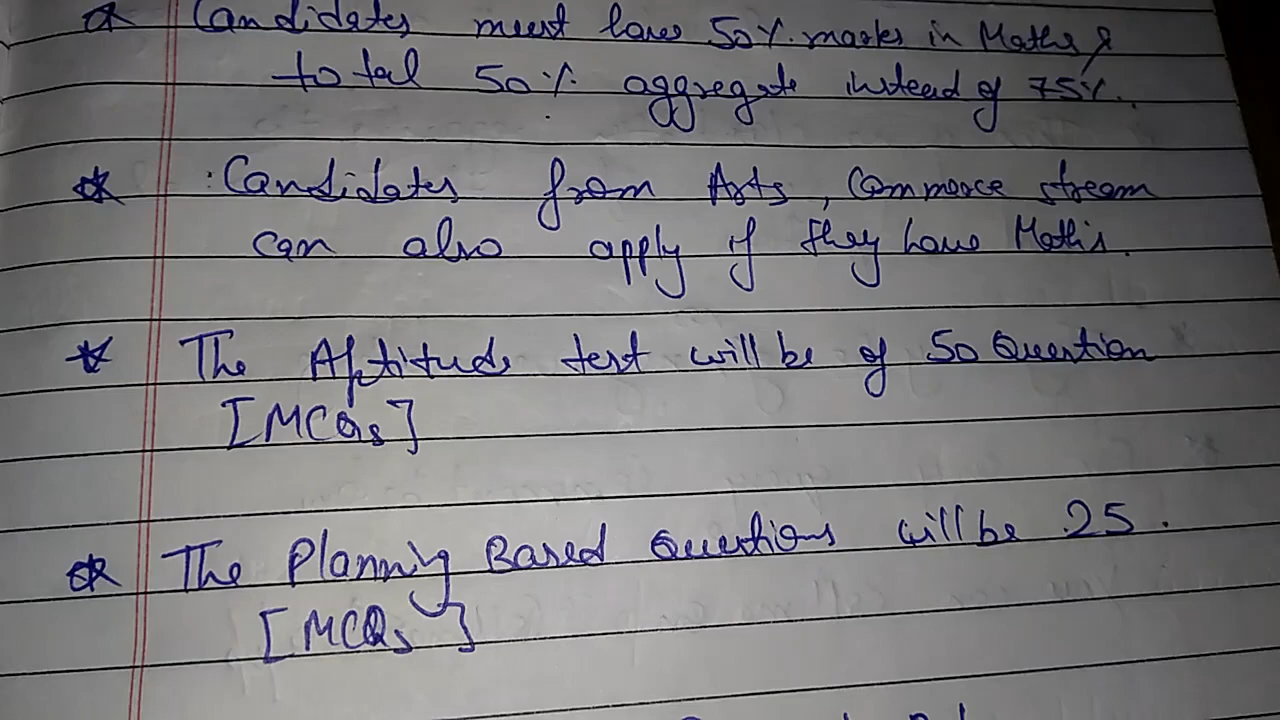 ☆ Candidates must have 50%. marks in Maths &
total 50%. aggregate instead of 75%.
☆ Candidates from Arts, Commerce stream
can also apply if they have Maths.
☆ The Aptitude test will be of 50 Question
[MCQs]
☆ The Planning Based Questions will be 25.
[MCQs]